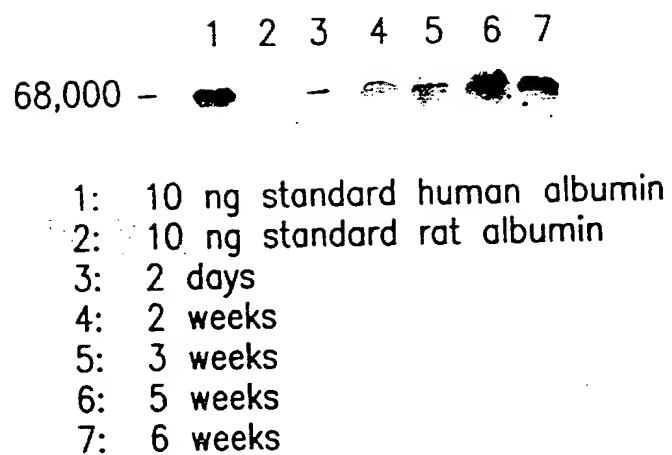 1 2 3 4 5 6 7
68,000 –
1: 10 ng standard human albumin
2: 10 ng standard rat albumin
3: 2 days
4: 2 weeks
5: 3 weeks
6: 5 weeks
7: 6 weeks